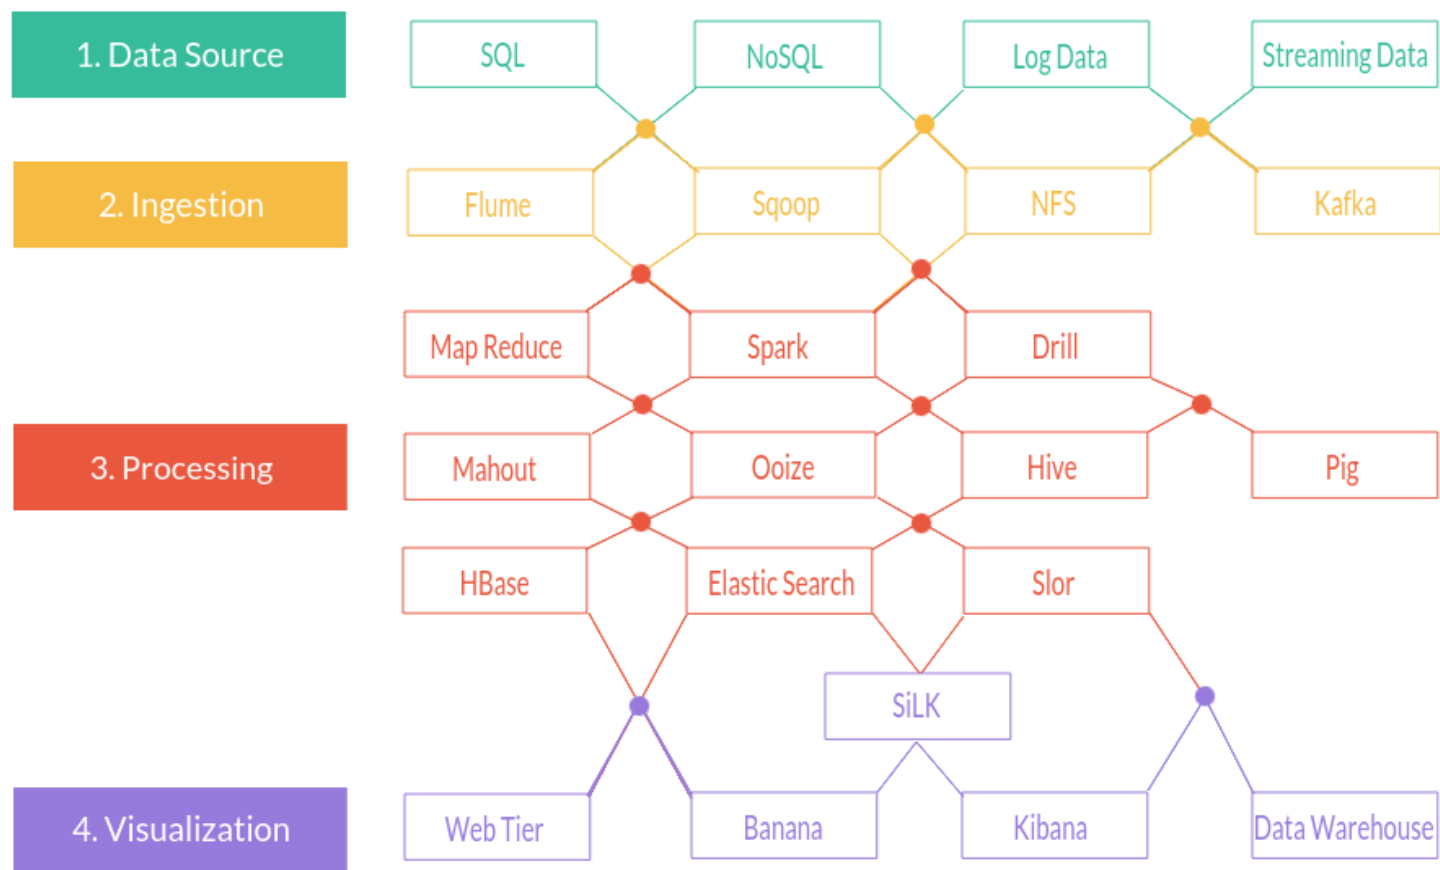 1. Data Source
SQL
NoSQL
Log Data
Streaming Data
2. Ingestion
Flume
Sqoop
NFS
Kafka
Map Reduce
Spark
Drill
3. Processing
Mahout
Ooize
Hive
Pig
HBase
Elastic Search
Slor
SiLK
4. Visualization
Web Tier
Banana
Kibana
Data Warehouse